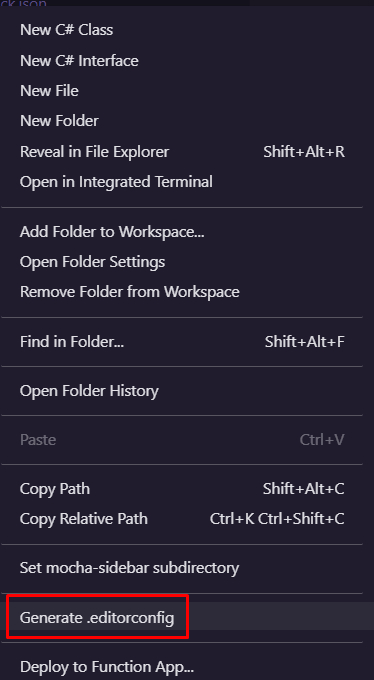 ck.json
New C# Class
New C# Interface
New File
New Folder
Reveal in File Explorer Shift+Alt+R
Open in Integrated Terminal
Add Folder to Workspace...
Open Folder Settings
Remove Folder from Workspace
Find in Folder... Shift+Alt+F
Open Folder History
Paste Ctrl+V
Copy Path Shift+Alt+C
Copy Relative Path Ctrl+K Ctrl+Shift+C
Set mocha-sidebar subdirectory
Generate .editorconfig
Deploy to Function App...